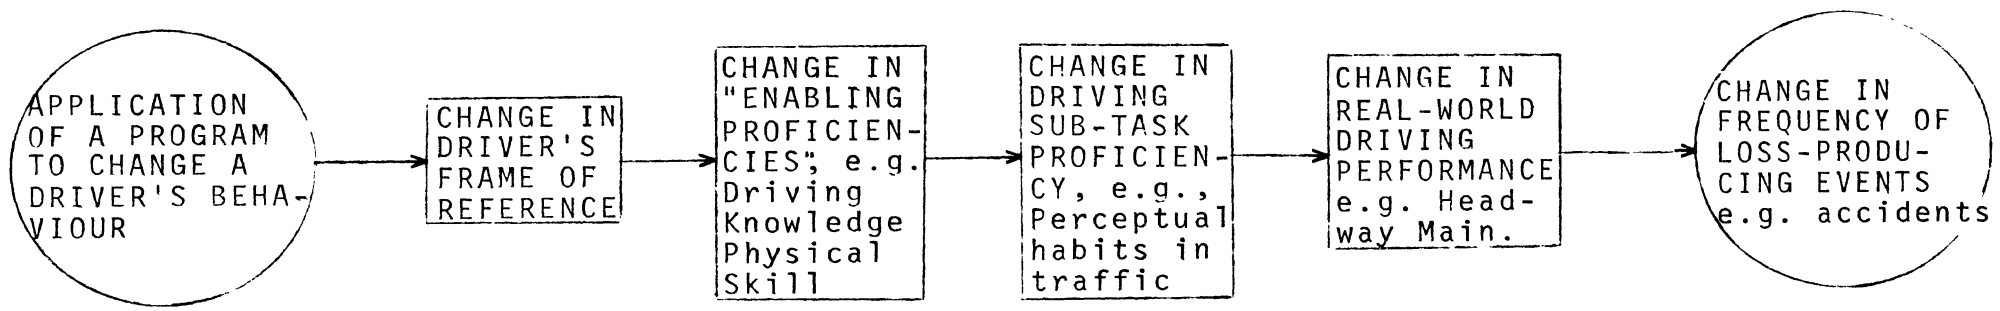 APPLICATION
OF A PROGRAM
TO CHANGE A
DRIVER'S BEHA-
VIOUR
CHANGE IN
DRIVER'S
FRAME OF
REFERENCE
CHANGE IN
"ENABLING
PROFICIEN-
CIES", e.g.
Driving
Knowledge
Physical
Skill
CHANGE IN
DRIVING
SUB-TASK
PROFICIEN-
CY, e.g.,
Perceptual
habits in
traffic
CHANGE IN
REAL-WORLD
DRIVING
PERFORMANCE
e.g. Head-
way Main.
CHANGE IN
FREQUENCY OF
LOSS-PRODU-
CING EVENTS
e.g. accidents